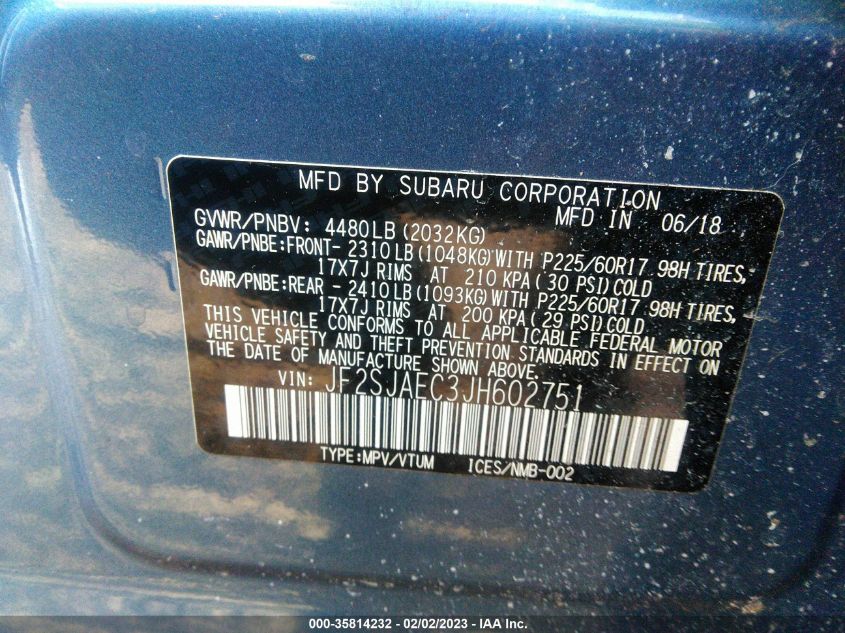 MFD BY SUBARU CORPORATION
MFD IN 06/18
GVWR/PNBV: 4480LB (2032KG)
GAWR/PNBE:FRONT- 2310LB (1048KG) WITH P225/60R17 98H TIRES,
17X7J RIMS AT 210 KPA (30 PSI) COLD
GAWR/PNBE:REAR - 2410LB (1093KG) WITH P225/60R17 98H TIRES,
17X7J RIMS AT 200 KPA (29 PSI) COLD
THIS VEHICLE CONFORMS TO ALL APPLICABLE FEDERAL MOTOR
VEHICLE SAFETY AND THEFT PREVENTION STANDARDS IN EFFECT ON
THE DATE OF MANUFACTURE SHOWN ABOVE.
VIN: JF2SJAEC3JH602751
TYPE:MPV/VTUM ICES/NMB-002
000-35814232 - 02/02/2023 - IAA Inc.